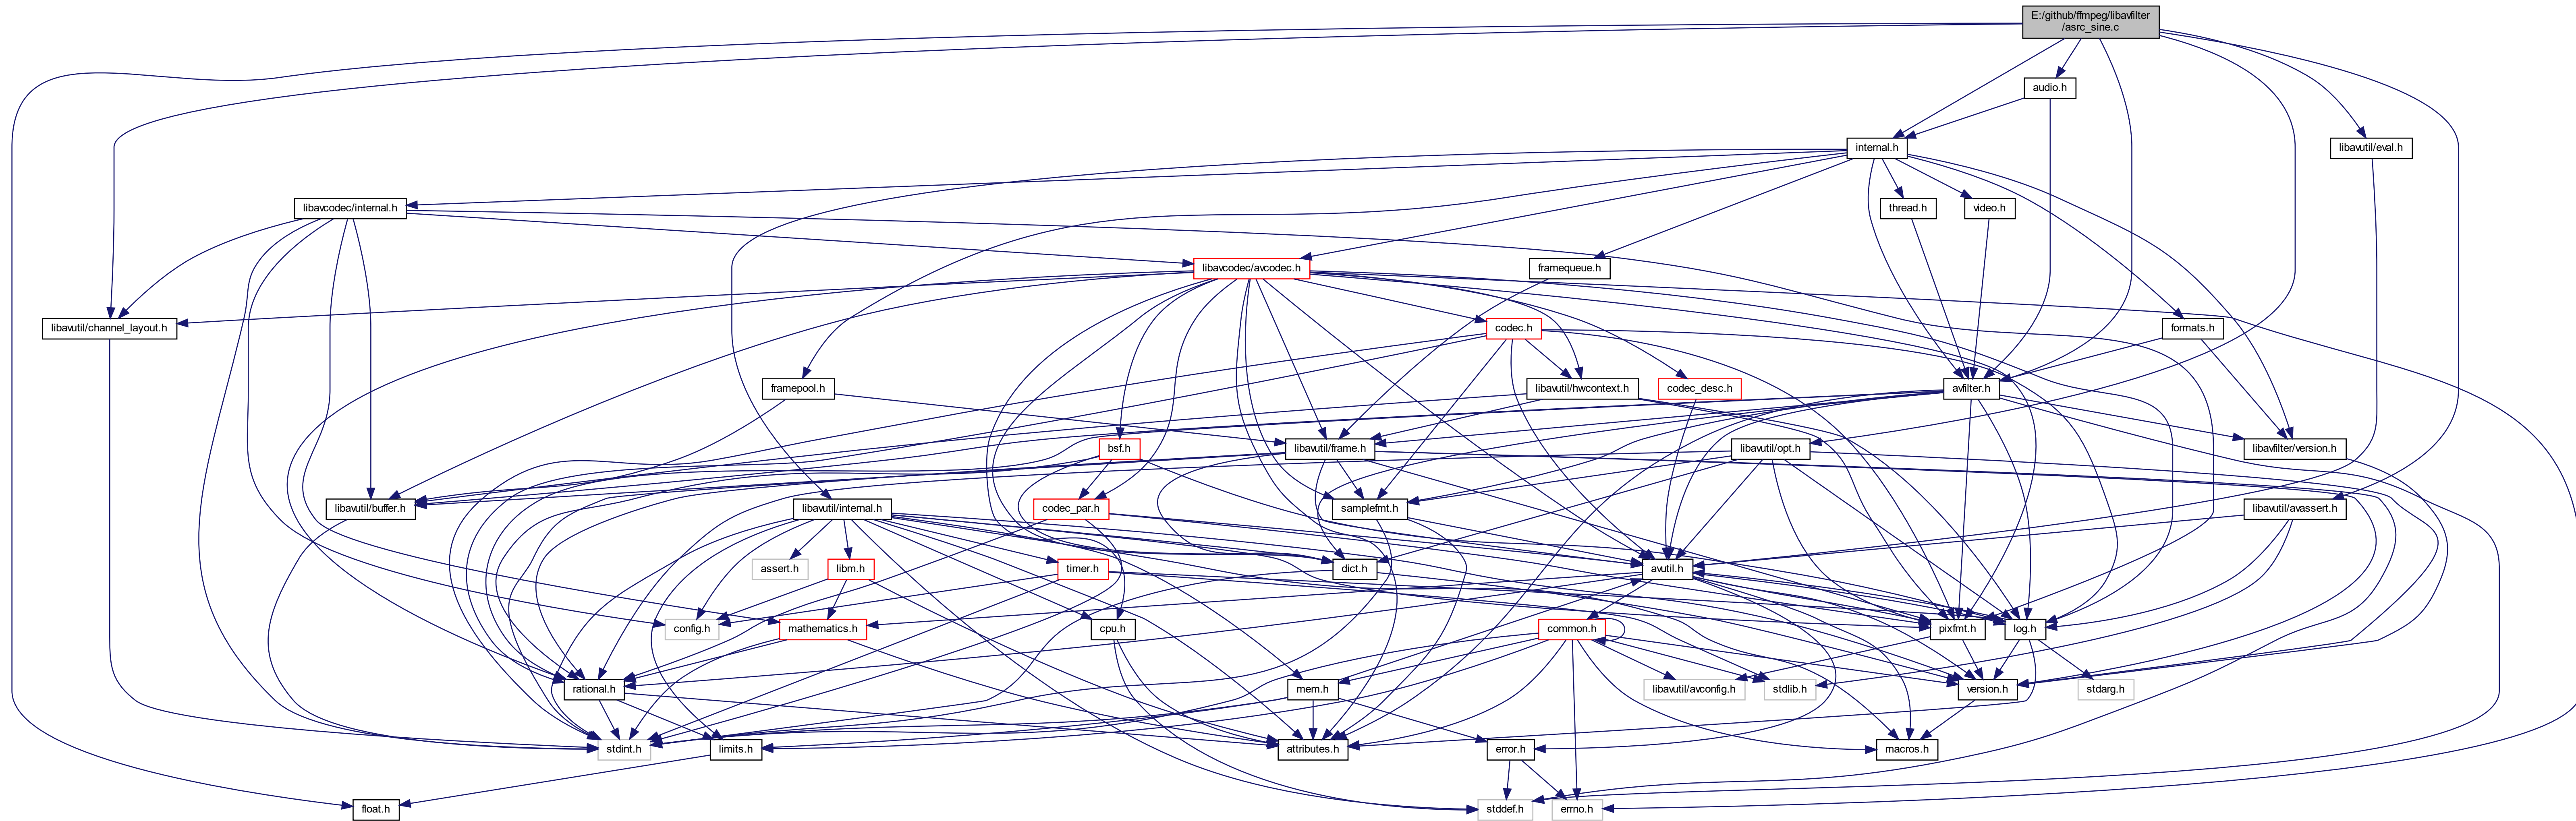 E:/github/ffmpeg/libavfilter
/asrc_sine.c
audio.h
internal.h
libavutil/eval.h
libavcodec/internal.h
thread.h
video.h
libavcodec/avcodec.h
framequeue.h
libavutil/channel_layout.h
codec.h
formats.h
framepool.h
libavutil/hwcontext.h
codec_desc.h
avfilter.h
bsf.h
libavutil/frame.h
libavutil/opt.h
libavfilter/version.h
libavutil/buffer.h
libavutil/internal.h
codec_par.h
samplefmt.h
libavutil/avassert.h
assert.h
libm.h
timer.h
dict.h
avutil.h
config.h
mathematics.h
cpu.h
common.h
pixfmt.h
log.h
rational.h
mem.h
libavutil/avconfig.h
stdlib.h
version.h
stdarg.h
stdint.h
limits.h
attributes.h
error.h
macros.h
float.h
stddef.h
errno.h